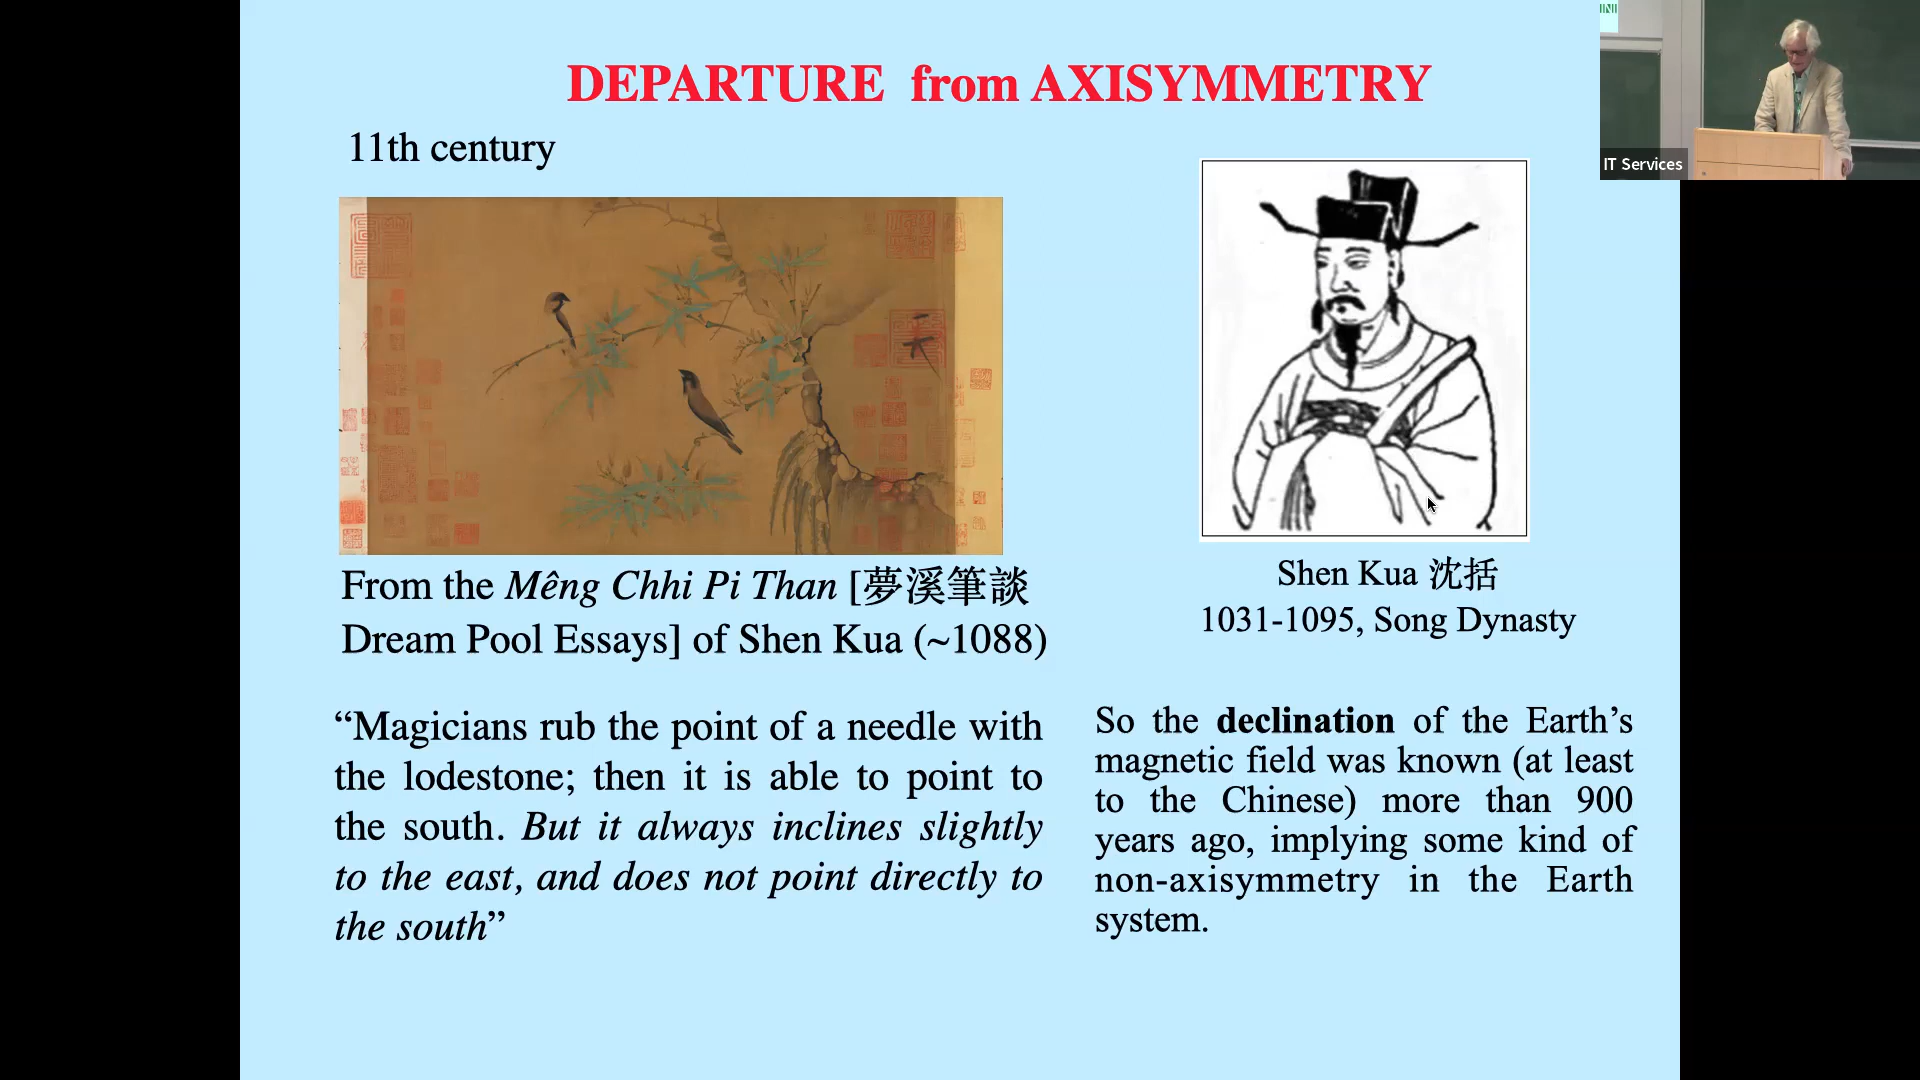 DEPARTURE from AXISYMMETRY
11th century
From the Mêng Chhi Pi Than [夢溪筆談
Dream Pool Essays] of Shen Kua (~1088)
“Magicians rub the point of a needle with
the lodestone; then it is able to point to
the south. But it always inclines slightly
to the east, and does not point directly to
the south”
Shen Kua 沈括
1031-1095, Song Dynasty
So the declination of the Earth’s
magnetic field was known (at least
to the Chinese) more than 900
years ago, implying some kind of
non-axisymmetry in the Earth
system.
IT Services